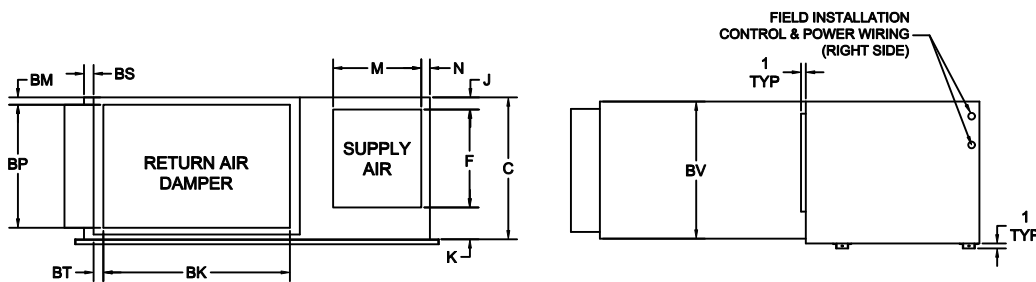 FIELD INSTALLATION
CONTROL & POWER WIRING
(RIGHT SIDE)
BM
BS
M
N
J
1
TYP
BP
RETURN AIR
DAMPER
SUPPLY
AIR
F
C
BV
BT
BK
K
1
TYP